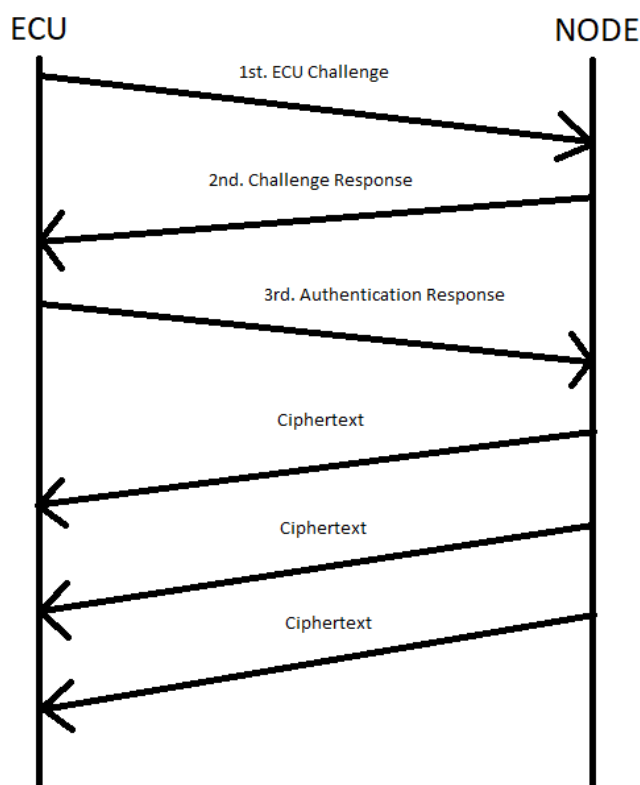 ECU
NODE
1st. ECU Challenge
2nd. Challenge Response
3rd. Authentication Response
Ciphertext
Ciphertext
Ciphertext